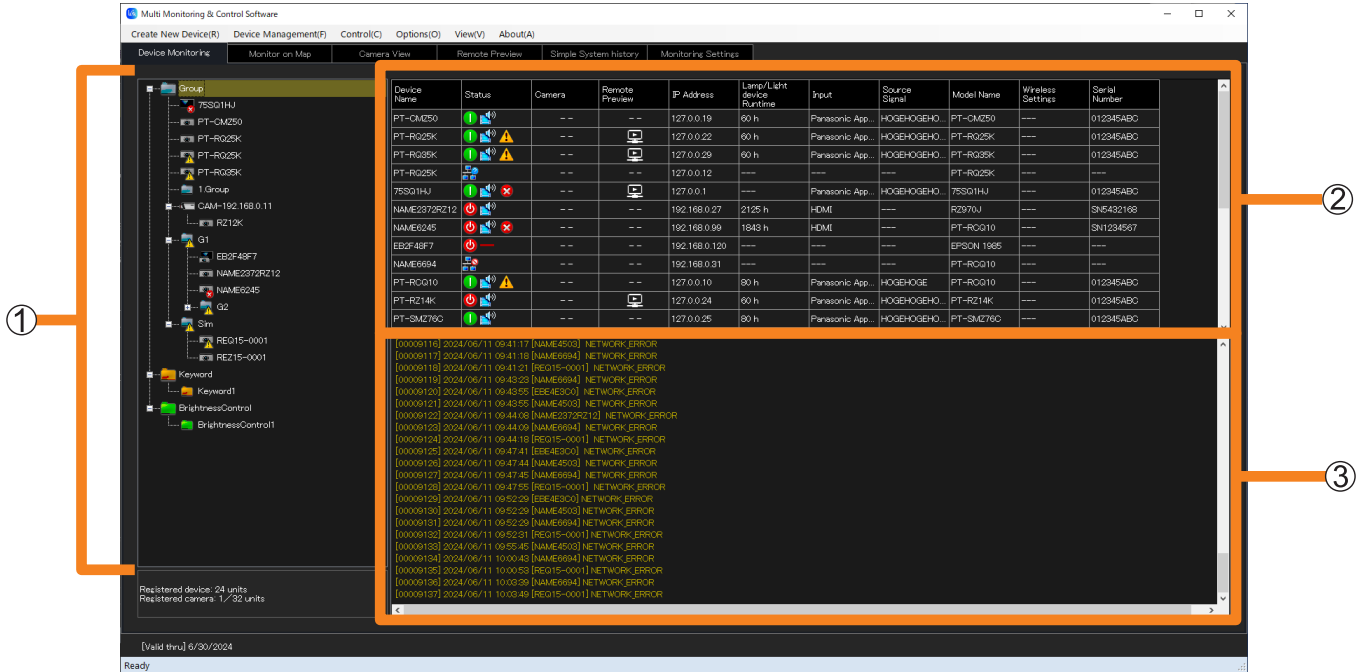 Multi Monitoring & Control Software
Create New Device(R) Device Management(F) Control(C) Options(O) View(V) About(A)
Device Monitoring Monitor on Map Camera View Remote Preview Simple System history Monitoring Settings
①
Group
75SQ1HJ
PT-CMZ50
PT-RQ25K
PT-RQ25K
PT-RQ35K
1.Group
CAM-192.168.0.11
RZ12K
G1
EB2F48F7
NAME2372RZ12
NAME6245
G2
Sim
REQ15-0001
REZ15-0001
Keyword
Keyword1
BrightnessControl
BrightnessControl1
Registered device: 24 units
Registered camera: 1/32 units
②
Device Name Status Camera Remote Preview IP Address Lamp/Light device Runtime Input Source Signal Model Name Wireless Settings Serial Number
PT-CMZ50 -- -- 127.0.0.19 60 h Panasonic App... HOGEHOGEHO... PT-CMZ50 --- 012345ABC
PT-RQ25K -- 127.0.0.22 60 h Panasonic App... HOGEHOGEHO... PT-RQ25K --- 012345ABC
PT-RQ35K -- 127.0.0.29 60 h Panasonic App... HOGEHOGEHO... PT-RQ35K --- 012345ABC
PT-RQ25K -- -- 127.0.0.12 --- --- --- PT-RQ25K --- ---
75SQ1HJ -- 127.0.0.1 --- Panasonic App... HOGEHOGEHO... 75SQ1HJ --- 012345ABC
NAME2372RZ12 -- -- 192.168.0.27 2125 h HDMI --- RZ970J --- SN5432168
NAME6245 -- -- 192.168.0.99 1843 h HDMI --- PT-RCQ10 --- SN1234567
EB2F48F7 -- -- 192.168.0.120 --- --- --- EPSON 1985 --- ---
NAME6694 -- -- 192.168.0.31 --- --- --- PT-RCQ10 --- ---
PT-RCQ10 -- -- 127.0.0.10 80 h Panasonic App... HOGEHOGE PT-RCQ10 --- 012345ABC
PT-RZ14K -- 127.0.0.24 60 h Panasonic App... HOGEHOGEHO... PT-RZ14K --- 012345ABC
PT-SMZ76C -- -- 127.0.0.25 80 h Panasonic App... HOGEHOGEHO... PT-SMZ76C --- 012345ABC
③
[00009116] 2024/06/11 09:41:17 [NAME4503] NETWORK_ERROR
[00009117] 2024/06/11 09:41:18 [NAME6694] NETWORK_ERROR
[00009118] 2024/06/11 09:41:21 [REQ15-0001] NETWORK_ERROR
[00009119] 2024/06/11 09:43:23 [NAME6694] NETWORK_ERROR
[00009120] 2024/06/11 09:43:55 [EBE4E3C0] NETWORK_ERROR
[00009121] 2024/06/11 09:43:55 [NAME4503] NETWORK_ERROR
[00009122] 2024/06/11 09:44:08 [NAME2372RZ12] NETWORK_ERROR
[00009123] 2024/06/11 09:44:09 [NAME6694] NETWORK_ERROR
[00009124] 2024/06/11 09:44:18 [REQ15-0001] NETWORK_ERROR
[00009125] 2024/06/11 09:47:41 [EBE4E3C0] NETWORK_ERROR
[00009126] 2024/06/11 09:47:44 [NAME4503] NETWORK_ERROR
[00009127] 2024/06/11 09:47:45 [NAME6694] NETWORK_ERROR
[00009128] 2024/06/11 09:47:55 [REQ15-0001] NETWORK_ERROR
[00009129] 2024/06/11 09:52:29 [EBE4E3C0] NETWORK_ERROR
[00009130] 2024/06/11 09:52:29 [NAME4503] NETWORK_ERROR
[00009131] 2024/06/11 09:52:29 [NAME6694] NETWORK_ERROR
[00009132] 2024/06/11 09:52:31 [REQ15-0001] NETWORK_ERROR
[00009133] 2024/06/11 09:55:45 [NAME4503] NETWORK_ERROR
[00009134] 2024/06/11 10:00:43 [NAME6694] NETWORK_ERROR
[00009135] 2024/06/11 10:00:53 [REQ15-0001] NETWORK_ERROR
[00009136] 2024/06/11 10:03:39 [NAME6694] NETWORK_ERROR
[00009137] 2024/06/11 10:03:49 [REQ15-0001] NETWORK_ERROR
[Valid thru] 6/30/2024
Ready